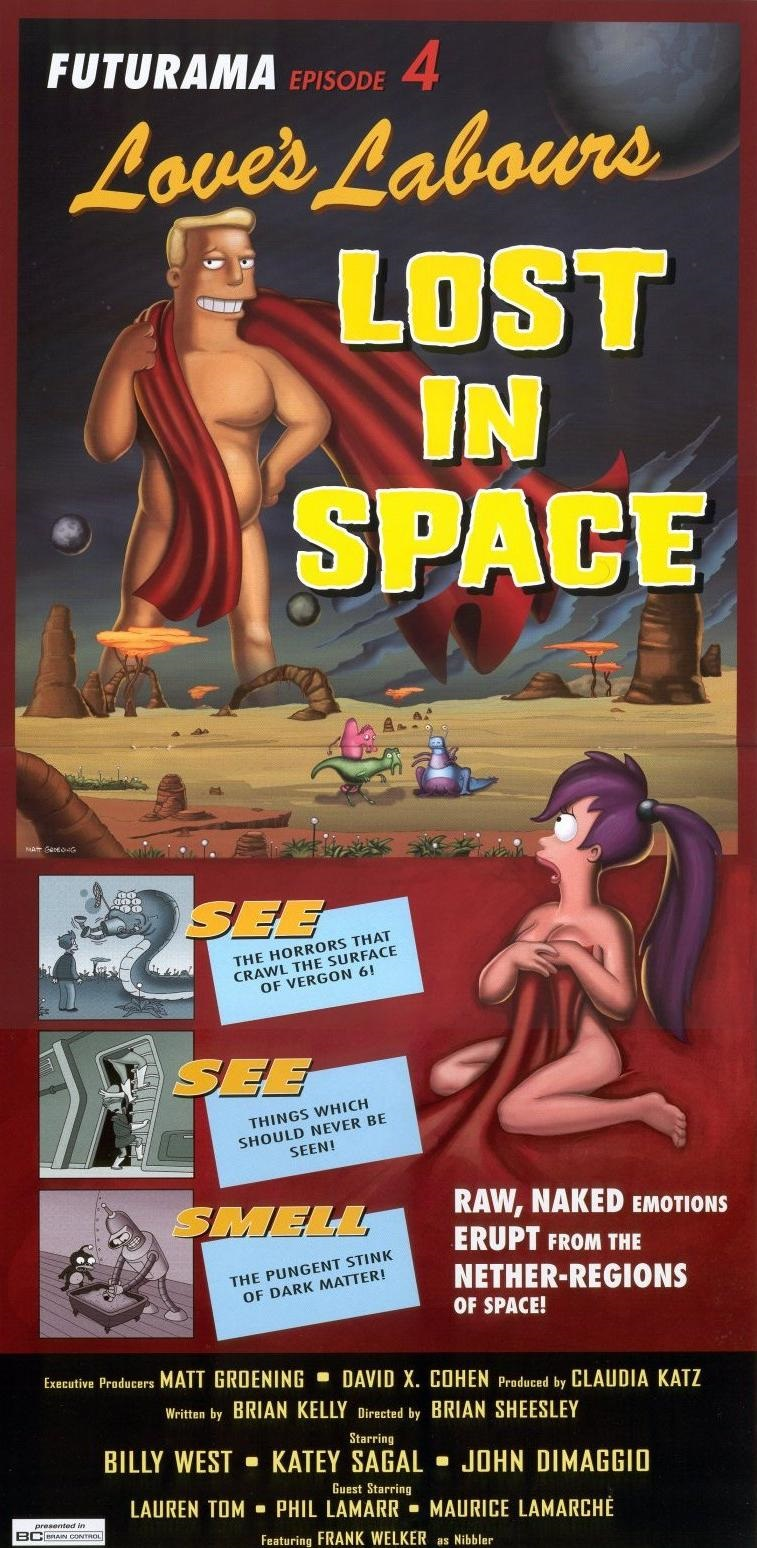 FUTURAMA EPISODE 4
Love's Labours
LOST
IN
SPACE
MATT GROENING
SEE
THE HORRORS THAT
CRAWL THE SURFACE
OF VERGON 6!
SEE
THINGS WHICH
SHOULD NEVER BE
SEEN!
SMELL
THE PUNGENT STINK
OF DARK MATTER!
RAW, NAKED EMOTIONS
ERUPT FROM THE
NETHER-REGIONS
OF SPACE!
Executive Producers MATT GROENING ▪ DAVID X. COHEN Produced by CLAUDIA KATZ
Written by BRIAN KELLY Directed by BRIAN SHEESLEY
Starring
BILLY WEST ▪ KATEY SAGAL ▪ JOHN DIMAGGIO
Guest Starring
LAUREN TOM ▪ PHIL LAMARR ▪ MAURICE LAMARCHÉ
Featuring FRANK WELKER as Nibbler
presented in
BC BRAIN CONTROL